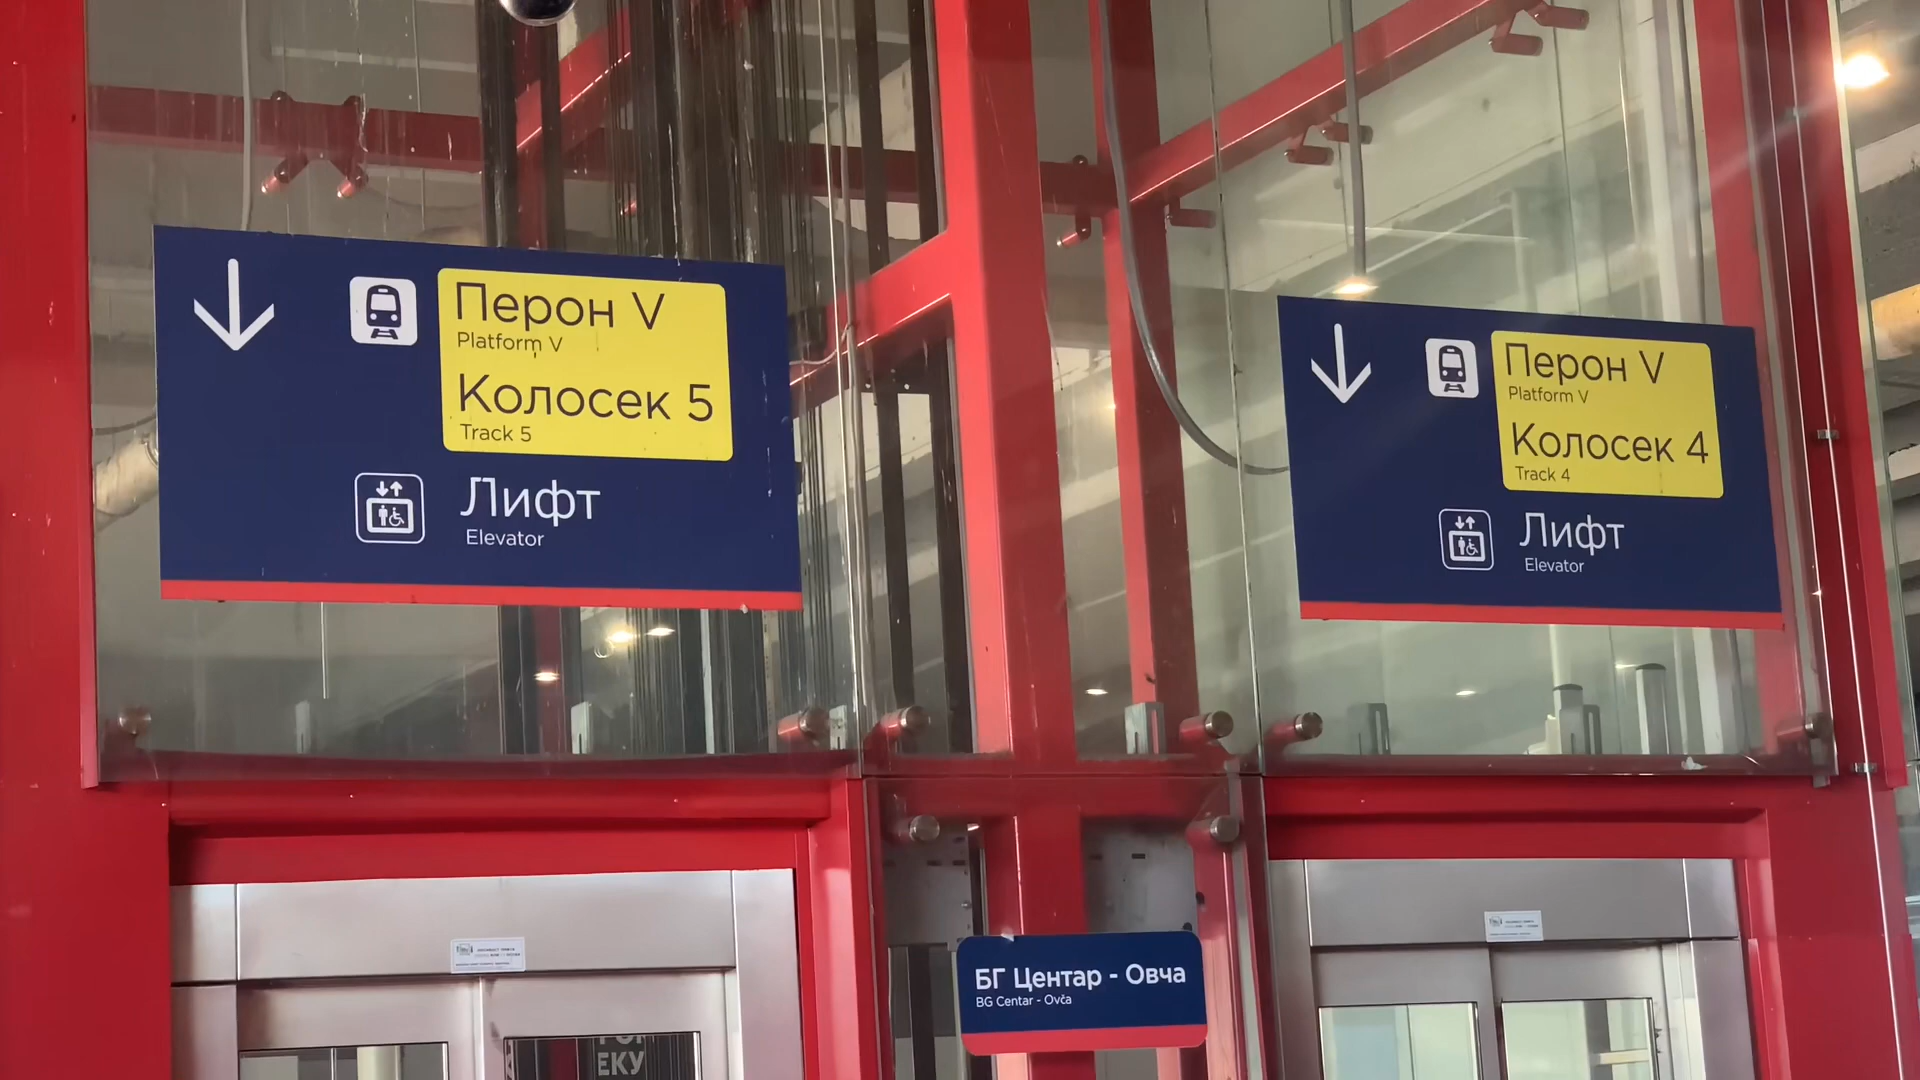 Перон V
Platform V
Колосек 5
Track 5
Лифт
Elevator
Перон V
Platform V
Колосек 4
Track 4
Лифт
Elevator
БГ Центар - Овча
BG Centar - Ovča
ЕКУ